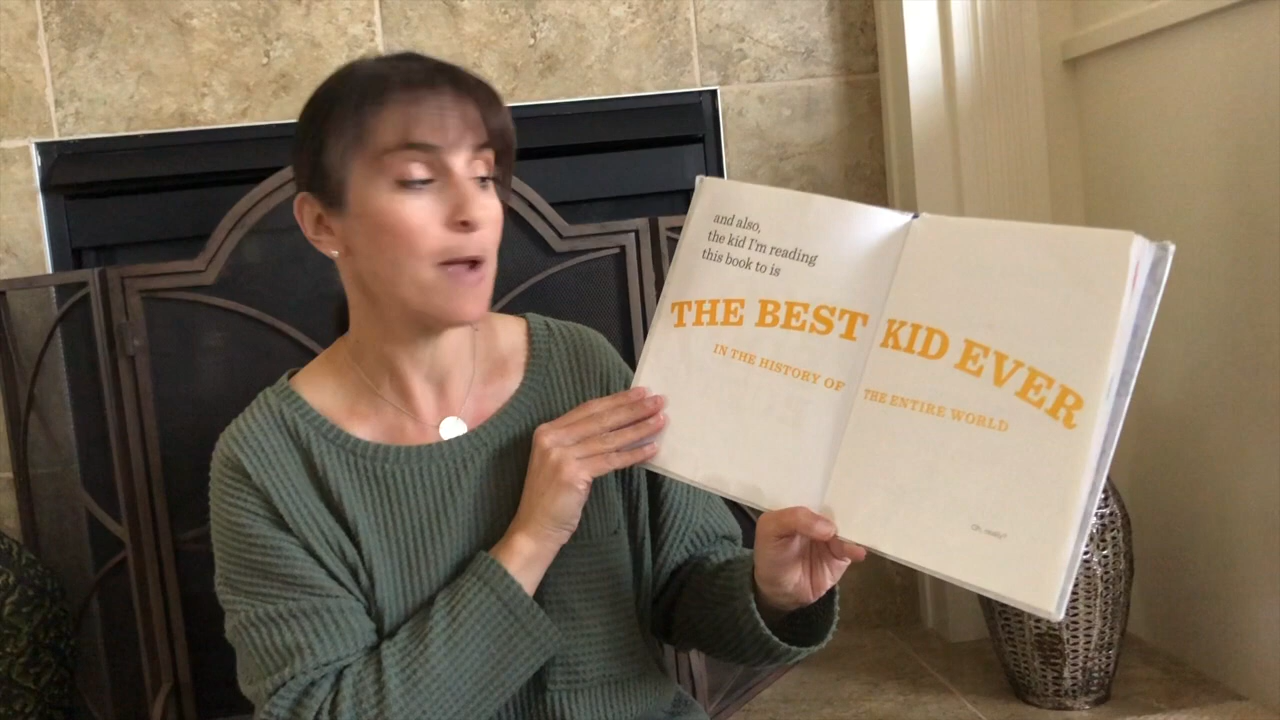 and also,
the kid I'm reading
this book to is
THE BEST KID EVER
IN THE HISTORY OF THE ENTIRE WORLD
Oh, really?